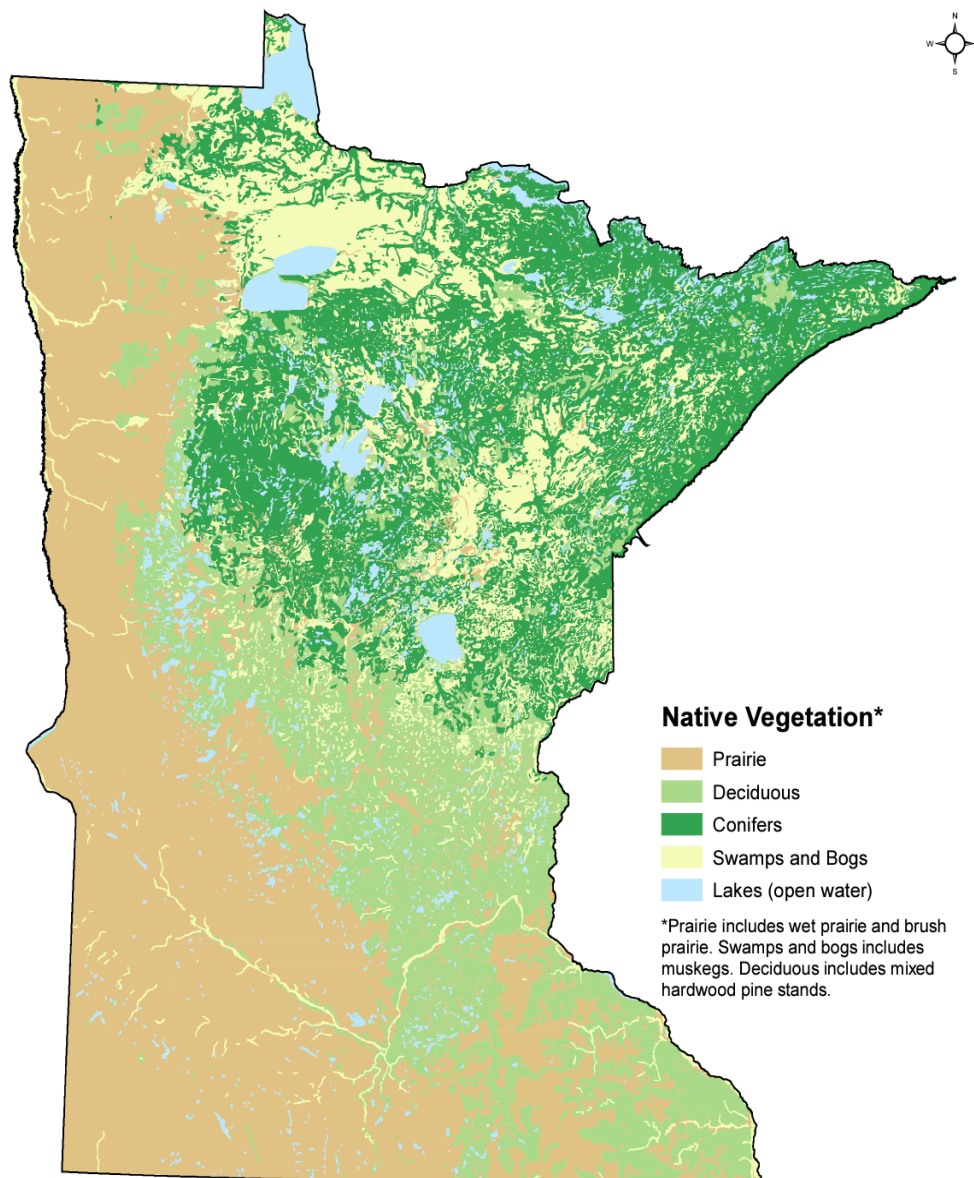 N
W
S
Native Vegetation*
Prairie
Deciduous
Conifers
Swamps and Bogs
Lakes (open water)
*Prairie includes wet prairie and brush
prairie. Swamps and bogs includes
muskegs. Deciduous includes mixed
hardwood pine stands.